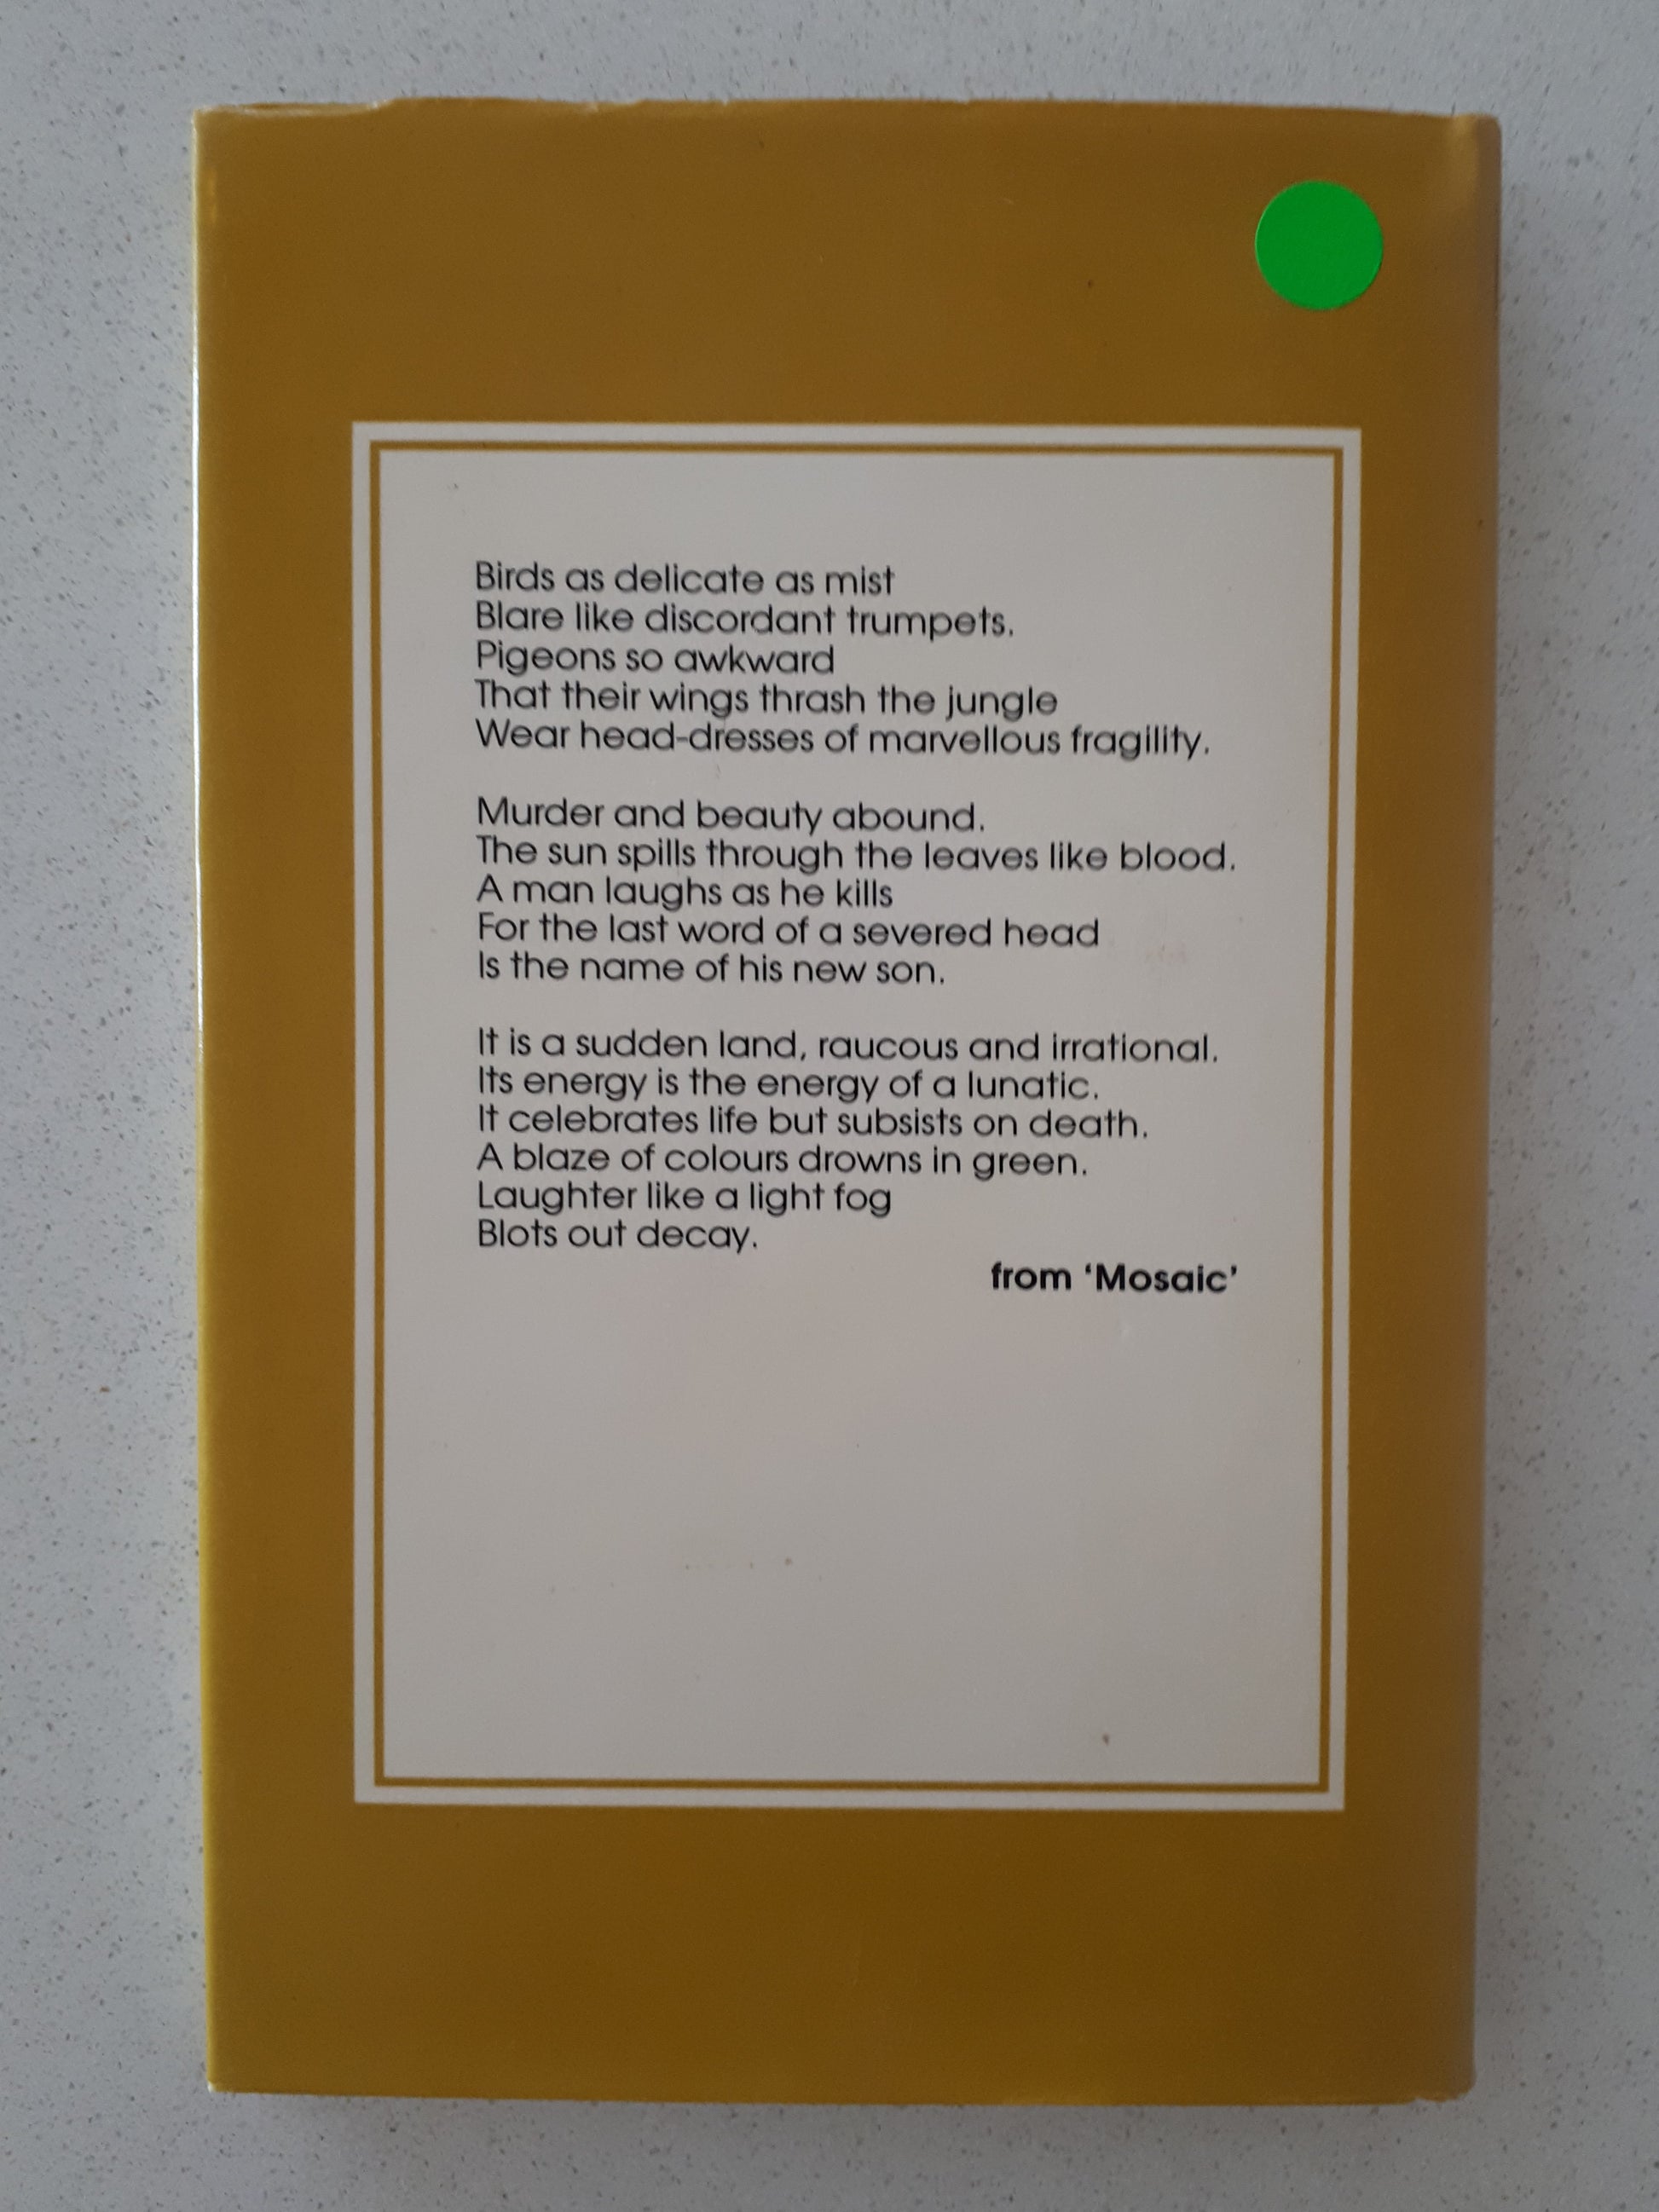 Birds as delicate as mist
Blare like discordant trumpets.
Pigeons so awkward
That their wings thrash the jungle
Wear head-dresses of marvellous fragility.
Murder and beauty abound.
The sun spills through the leaves like blood.
A man laughs as he kills
For the last word of a severed head
Is the name of his new son.
It is a sudden land, raucous and irrational.
Its energy is the energy of a lunatic.
It celebrates life but subsists on death.
A blaze of colours drowns in green.
Laughter like a light fog
Blots out decay.
from ‘Mosaic’